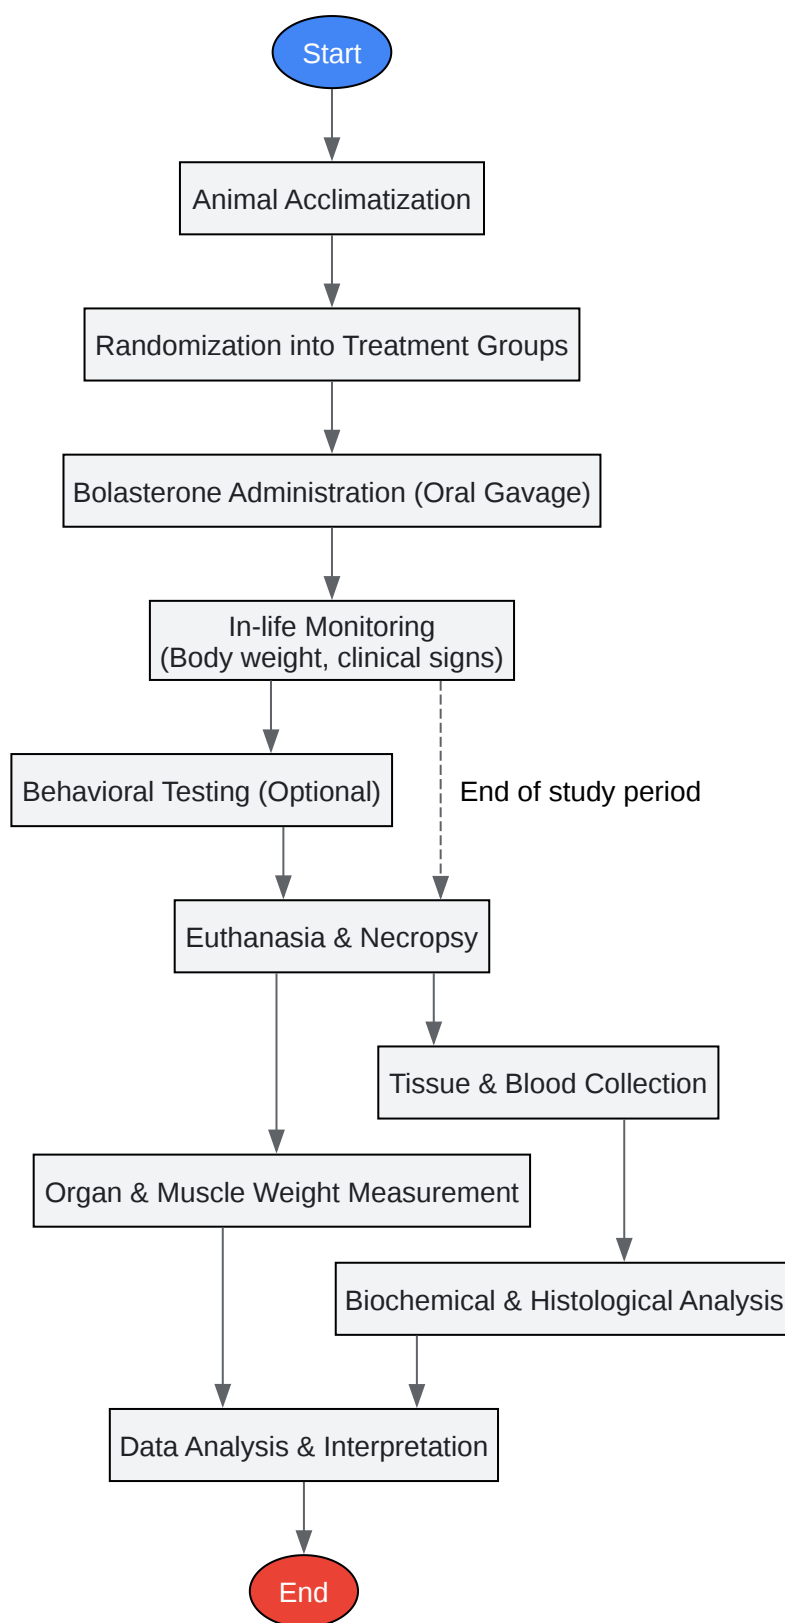 Start
Animal Acclimatization
Randomization into Treatment Groups
Bolasterone Administration (Oral Gavage)
In-life Monitoring
(Body weight, clinical signs)
Behavioral Testing (Optional)
End of study period
Euthanasia & Necropsy
Tissue & Blood Collection
Organ & Muscle Weight Measurement
Biochemical & Histological Analysis
Data Analysis & Interpretation
End